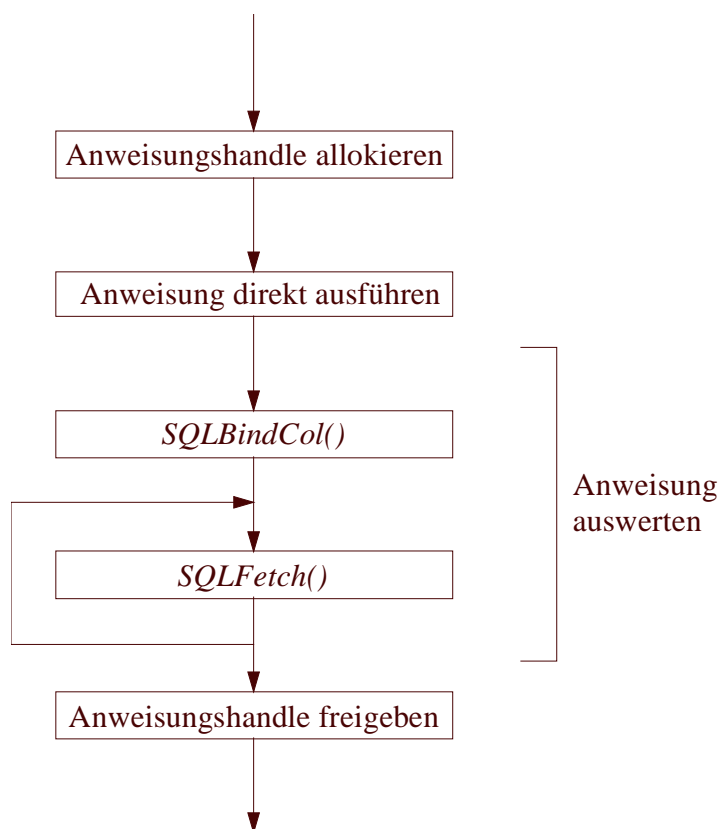 Anweisungshandle allokieren
Anweisung direkt ausführen
SQLBindCol()
Anweisung
auswerten
SQLFetch()
Anweisungshandle freigeben